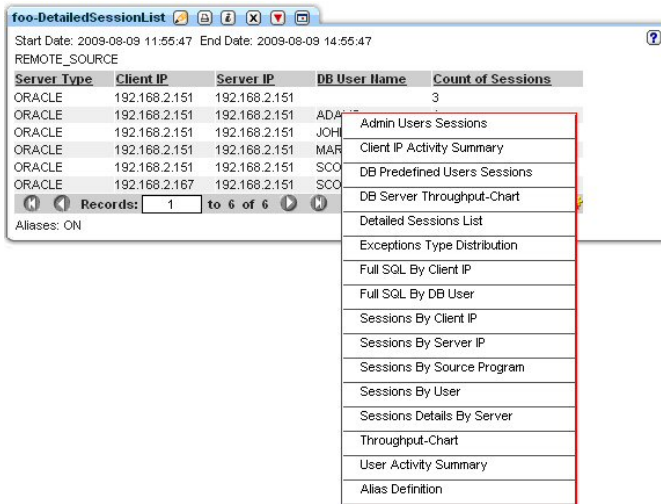 foo-DetailedSessionList
Start Date: 2009-08-09 11:55:47 End Date: 2009-08-09 14:55:47
REMOTE_SOURCE
Server Type Client IP Server IP DB User Name Count of Sessions
ORACLE 192.168.2.151 192.168.2.151 3
ORACLE 192.168.2.151 192.168.2.151
ORACLE 192.168.2.151 192.168.2.151
ORACLE 192.168.2.151 192.168.2.151 MAR
ORACLE 192.168.2.151 192.168.2.151 SCO
ORACLE 192.168.2.167 192.168.2.151 SCO
Records: 1 to 6 of 6
Aliases: ON
Admin Users Sessions
Client IP Activity Summary
DB Predefined Users Sessions
DB Server Throughput-Chart
Detailed Sessions List
Exceptions Type Distribution
Full SQL By Client IP
Full SQL By DB User
Sessions By Client IP
Sessions By Server IP
Sessions By Source Program
Sessions By User
Sessions Details By Server
Throughput-Chart
User Activity Summary
Alias Definition